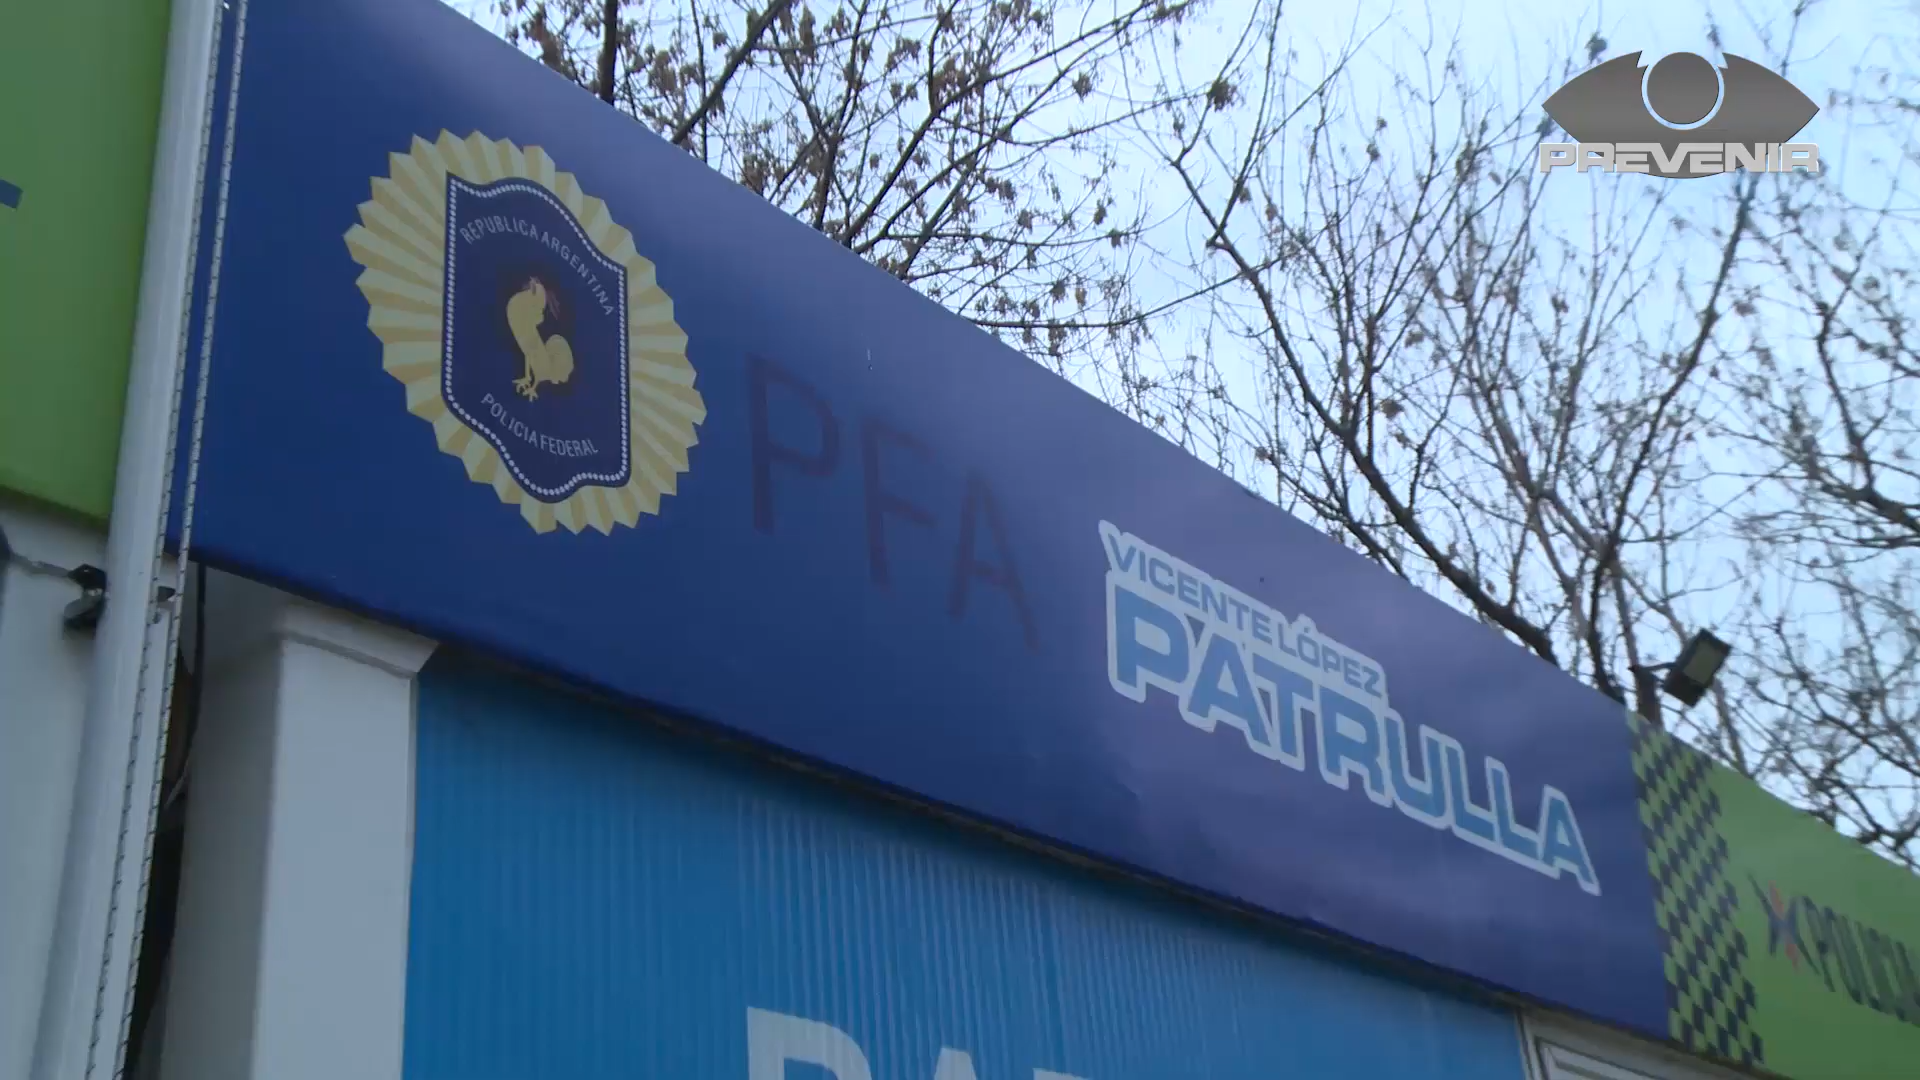 PREVENIR
REPUBLICA ARGENTINA
POLICIA FEDERAL
PFA
VICENTE LÓPEZ
PATRULLA